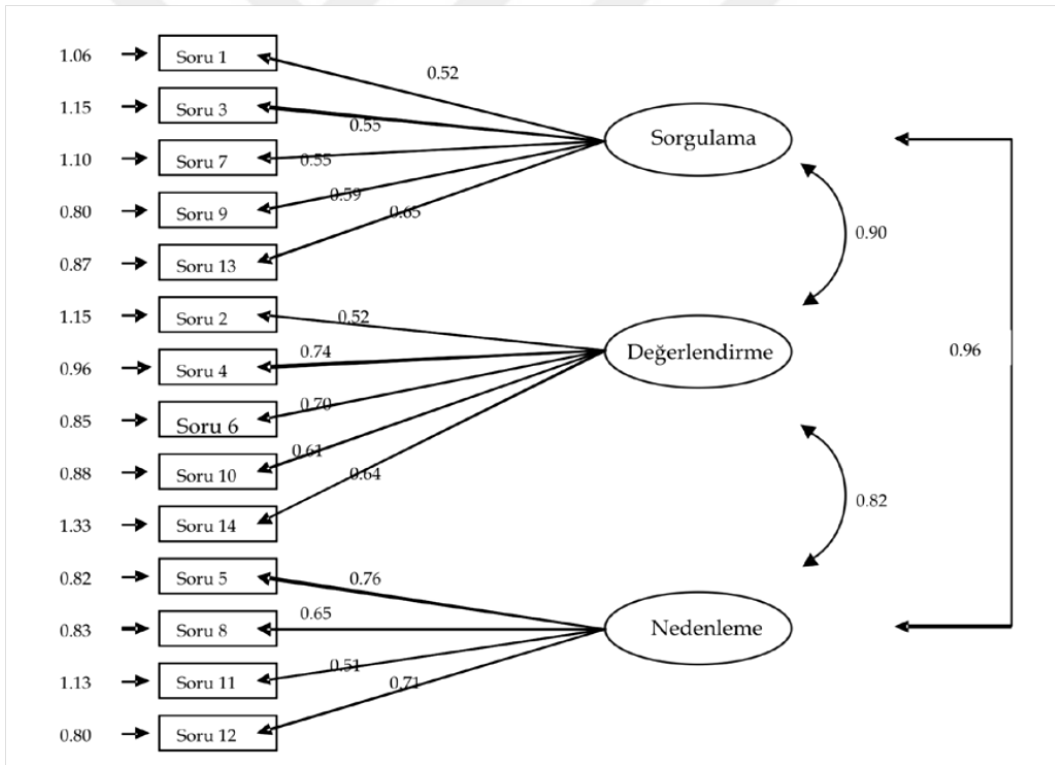 1.06 Soru 1
0.52
1.15 Soru 3
0.55
Sorgulama
1.10 Soru 7
0.55
0.80 Soru 9
0.59
0.65
0.90
0.87 Soru 13
1.15 Soru 2
0.52
0.74
Değerlendirme
0.96
0.96 Soru 4
0.85 Soru 6
0.70
0.88 Soru 10
0.61
0.64
0.82
1.33 Soru 14
0.82 Soru 5
0.76
0.83 Soru 8
0.65
Nedenleme
1.13 Soru 11
0.51
0.71
0.80 Soru 12